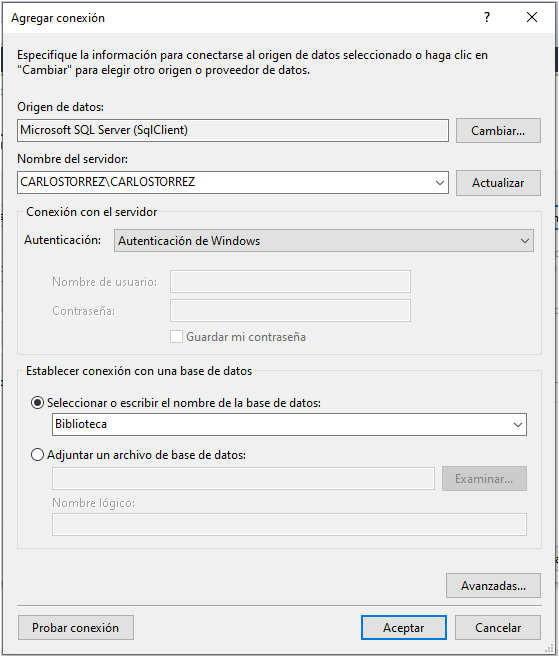 Agregar conexión
?
Especifique la información para conectarse al origen de datos seleccionado o haga clic en
"Cambiar" para elegir otro origen o proveedor de datos.
Origen de datos:
Microsoft SQL Server (SqlClient)
Cambiar...
Nombre del servidor:
CARLOSTORREZ\CARLOSTORREZ
Actualizar
Conexión con el servidor
Autenticación:
Autenticación de Windows
Nombre de usuario:
Contraseña:
Guardar mi contraseña
Establecer conexión con una base de datos
Seleccionar o escribir el nombre de la base de datos:
Biblioteca
Adjuntar un archivo de base de datos:
Examinar...
Nombre lógico:
Avanzadas...
Probar conexión
Aceptar
Cancelar